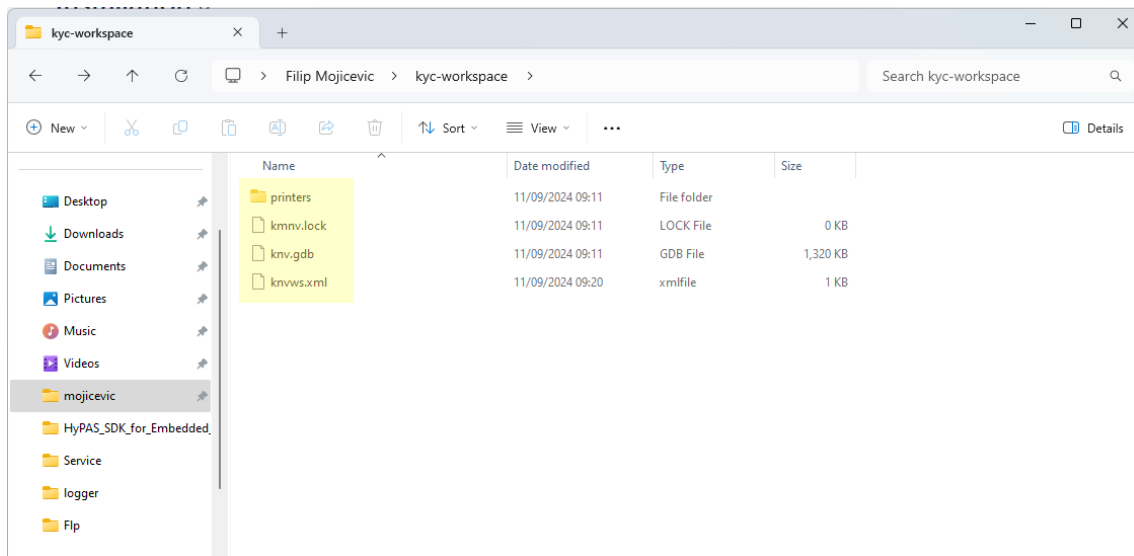 kyc-workspace
Filip Mojicevic > kyc-workspace >
Search kyc-workspace
New
Sort
View
...
Details
Name
Date modified
Type
Size
Desktop
Downloads
Documents
Pictures
Music
Videos
mojicevic
HyPAS_SDK_for_Embedded_
Service
logger
Flp
printers 11/09/2024 09:11 File folder
kmnv.lock 11/09/2024 09:11 LOCK File 0 KB
knv.gdb 11/09/2024 09:11 GDB File 1,320 KB
knvws.xml 11/09/2024 09:20 xmlfile 1 KB